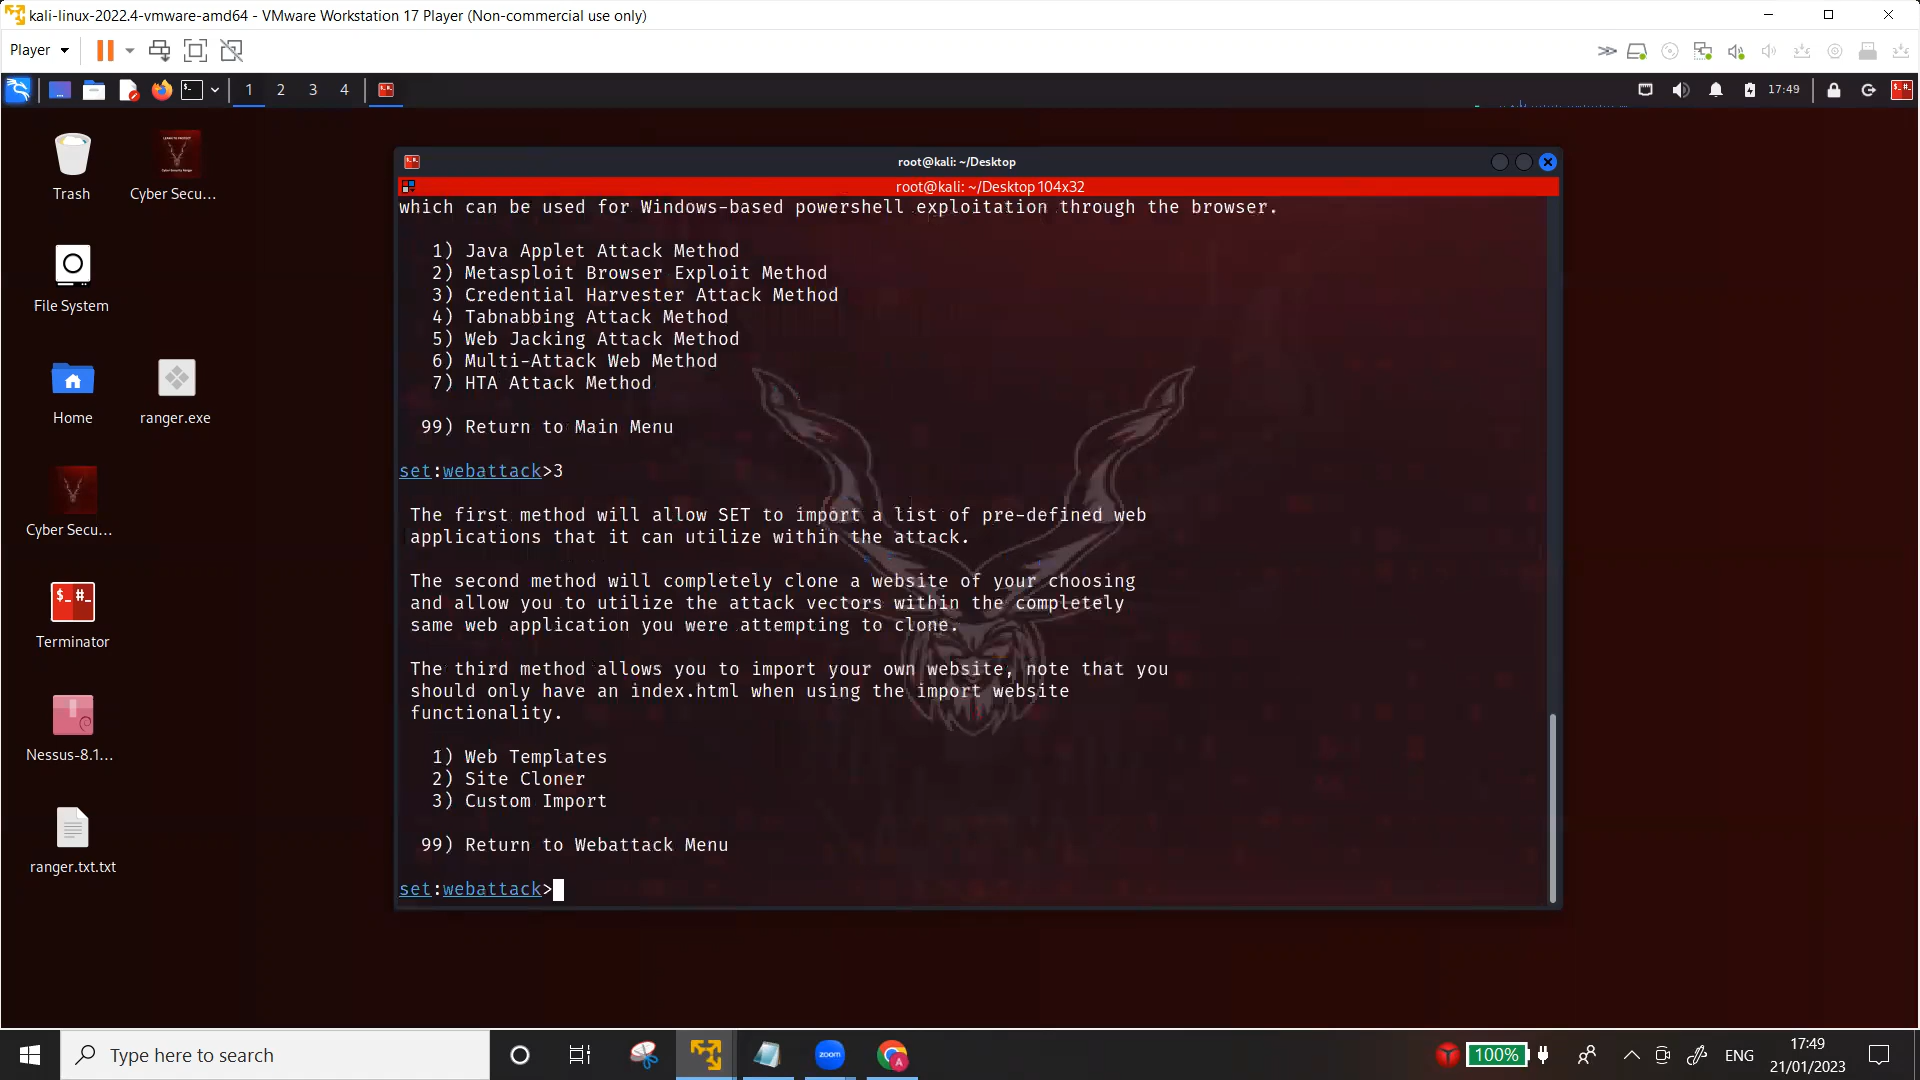 kali-linux-2022.4-vmware-amd64 - VMware Workstation 17 Player (Non-commercial use only)
Player
1 2 3 4
17:49
root@kali: ~/Desktop
root@kali: ~/Desktop 104x32
which can be used for Windows-based powershell exploitation through the browser.
1) Java Applet Attack Method
2) Metasploit Browser Exploit Method
3) Credential Harvester Attack Method
4) Tabnabbing Attack Method
5) Web Jacking Attack Method
6) Multi-Attack Web Method
7) HTA Attack Method
99) Return to Main Menu
set:webattack>3
The first method will allow SET to import a list of pre-defined web
applications that it can utilize within the attack.
The second method will completely clone a website of your choosing
and allow you to utilize the attack vectors within the completely
same web application you were attempting to clone.
The third method allows you to import your own website, note that you
should only have an index.html when using the import website
functionality.
1) Web Templates
2) Site Cloner
3) Custom Import
99) Return to Webattack Menu
set:webattack>
Trash
Cyber Secu...
File System
Home
ranger.exe
Cyber Secu...
Terminator
Nessus-8.1...
ranger.txt.txt
Type here to search
zoom
100%
ENG
17:49
21/01/2023